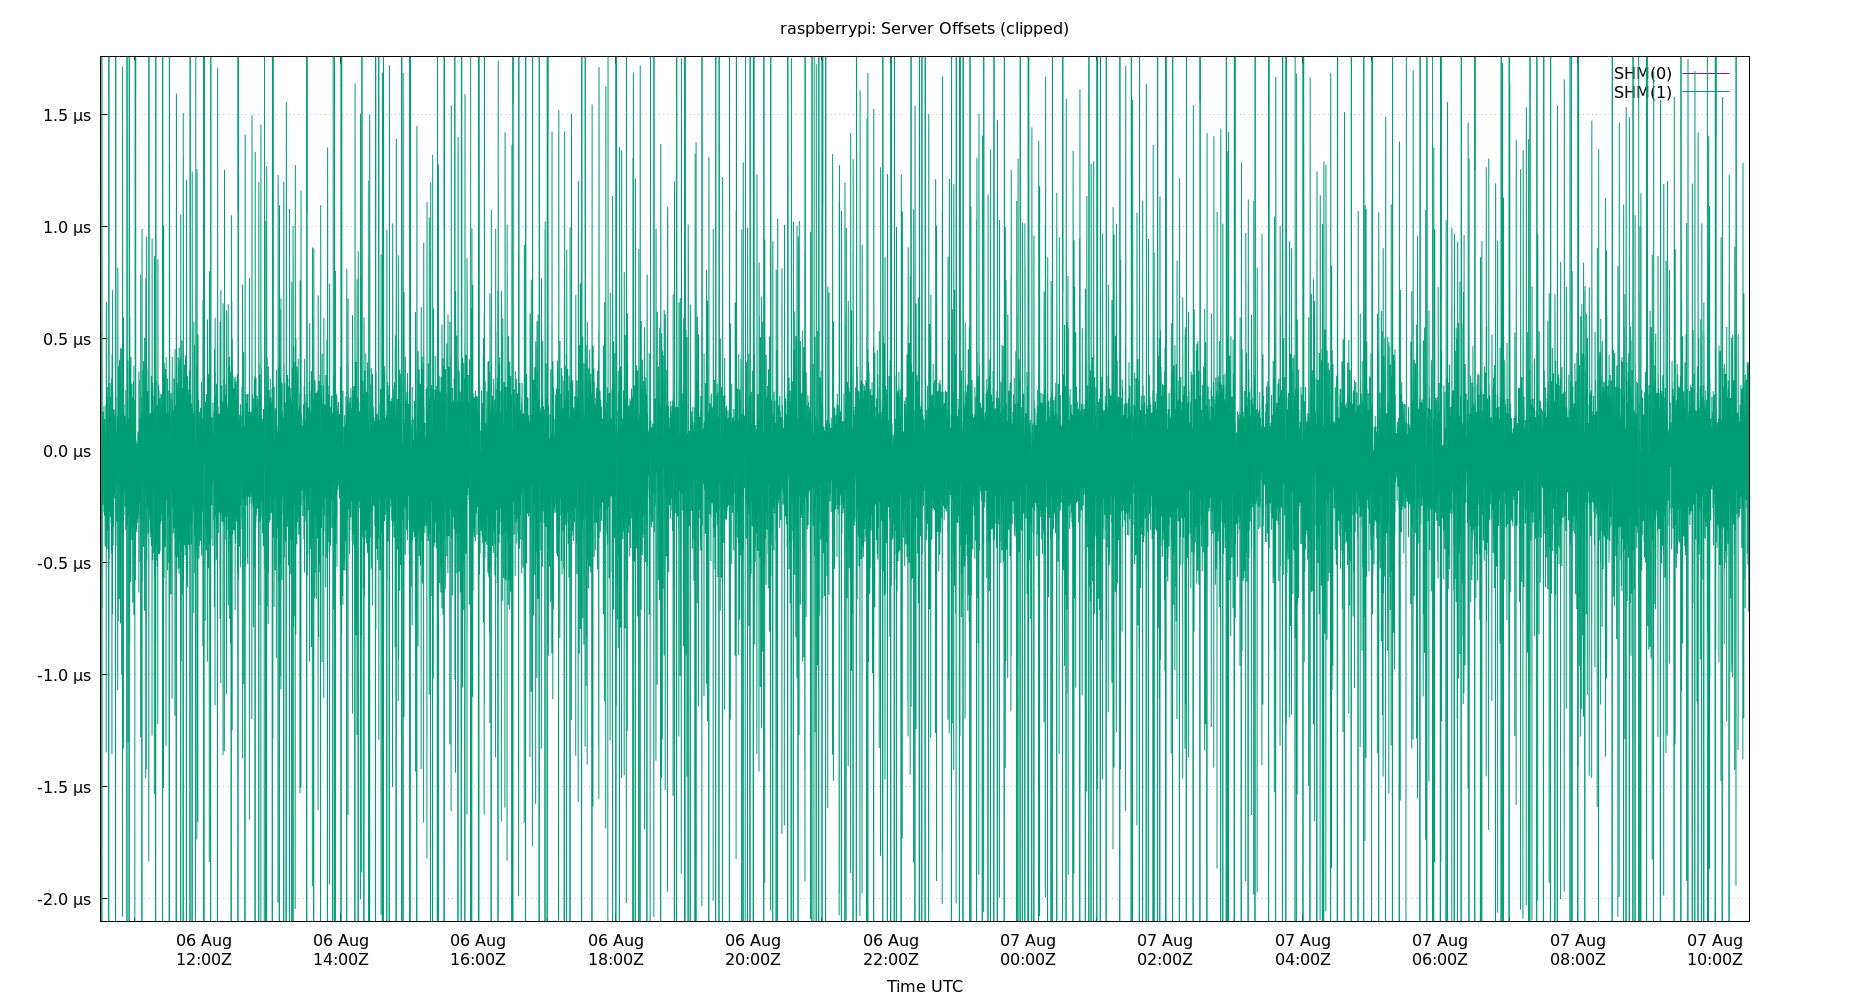 raspberrypi: Server Offsets (clipped)
SHM(0)
SHM(1)
1.5 µs
1.0 µs
0.5 µs
0.0 µs
-0.5 µs
-1.0 µs
-1.5 µs
-2.0 µs
06 Aug 06 Aug 06 Aug 06 Aug 06 Aug 06 Aug 07 Aug 07 Aug 07 Aug 07 Aug 07 Aug 07 Aug
12:00Z 14:00Z 16:00Z 18:00Z 20:00Z 22:00Z 00:00Z 02:00Z 04:00Z 06:00Z 08:00Z 10:00Z
Time UTC